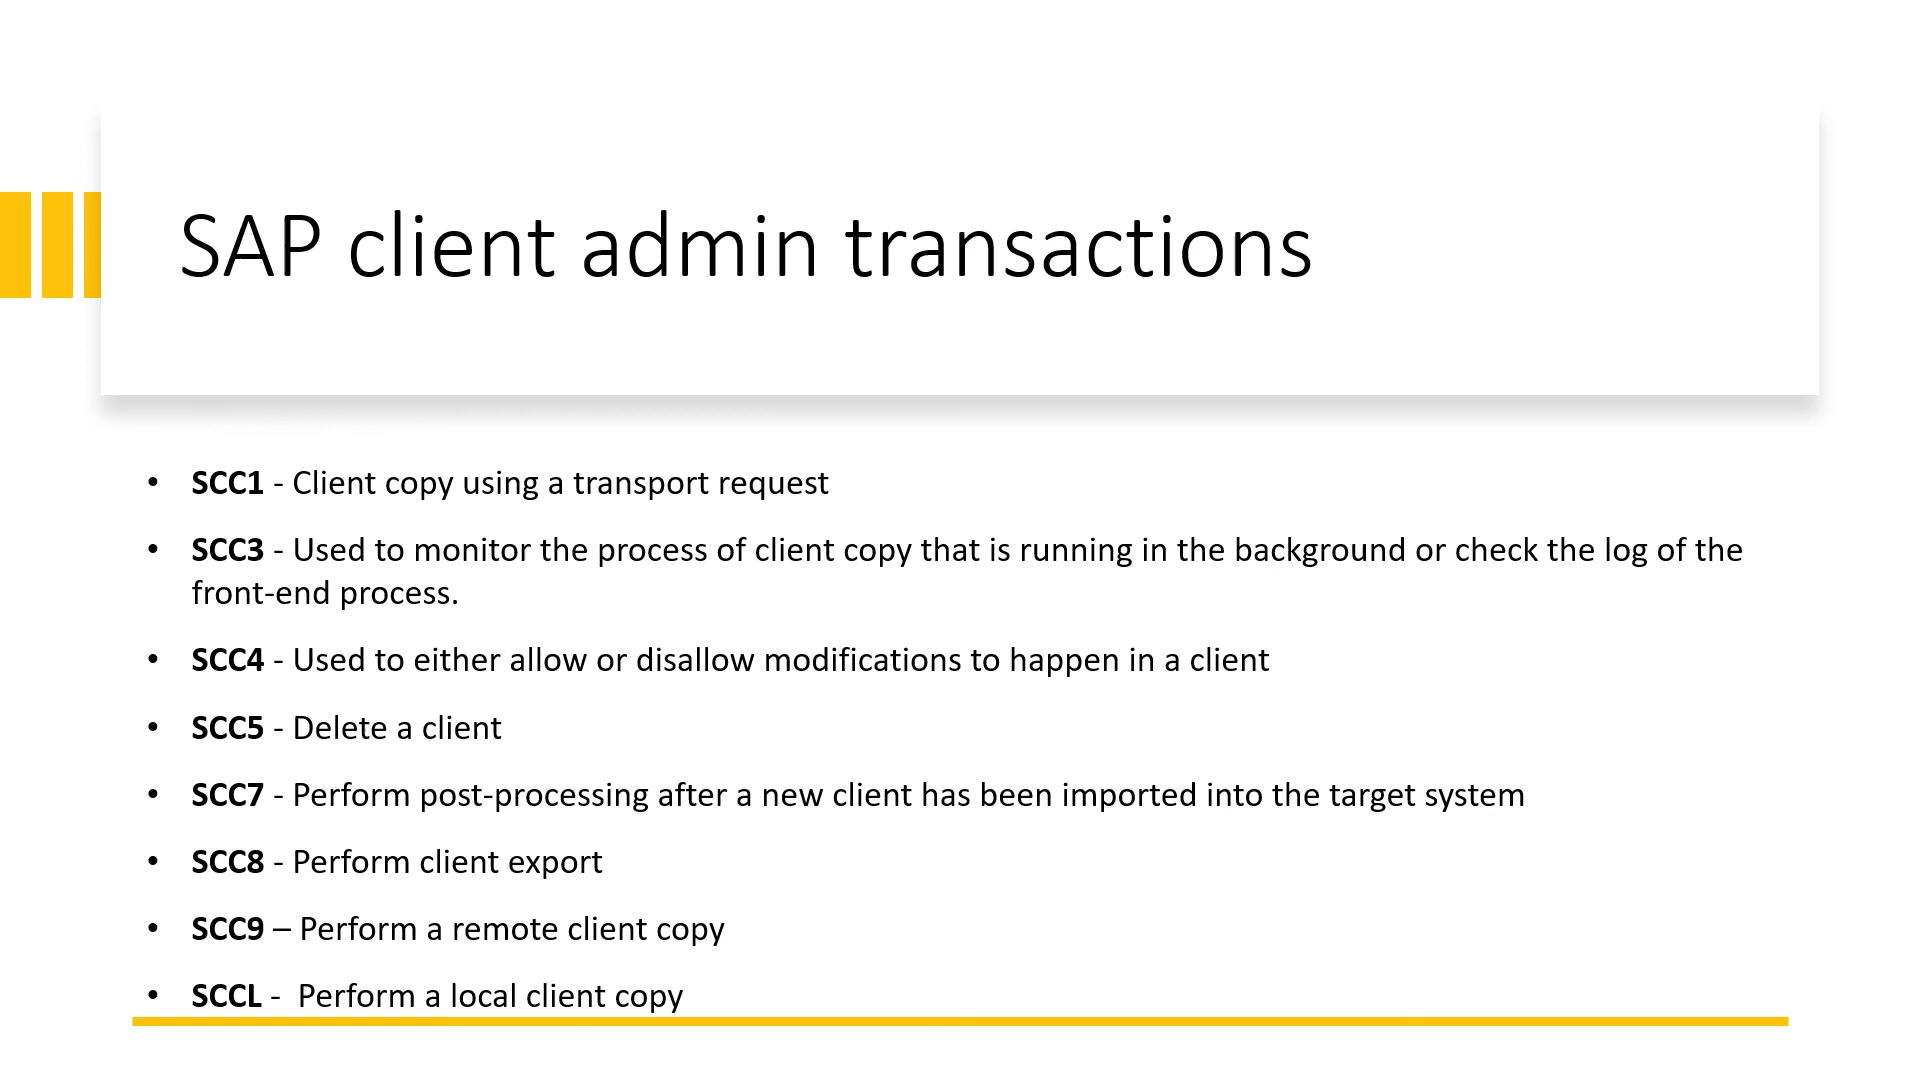 SAP client admin transactions
• SCC1 - Client copy using a transport request
• SCC3 - Used to monitor the process of client copy that is running in the background or check the log of the
front-end process.
• SCC4 - Used to either allow or disallow modifications to happen in a client
• SCC5 - Delete a client
• SCC7 - Perform post-processing after a new client has been imported into the target system
• SCC8 - Perform client export
• SCC9 – Perform a remote client copy
• SCCL -  Perform a local client copy